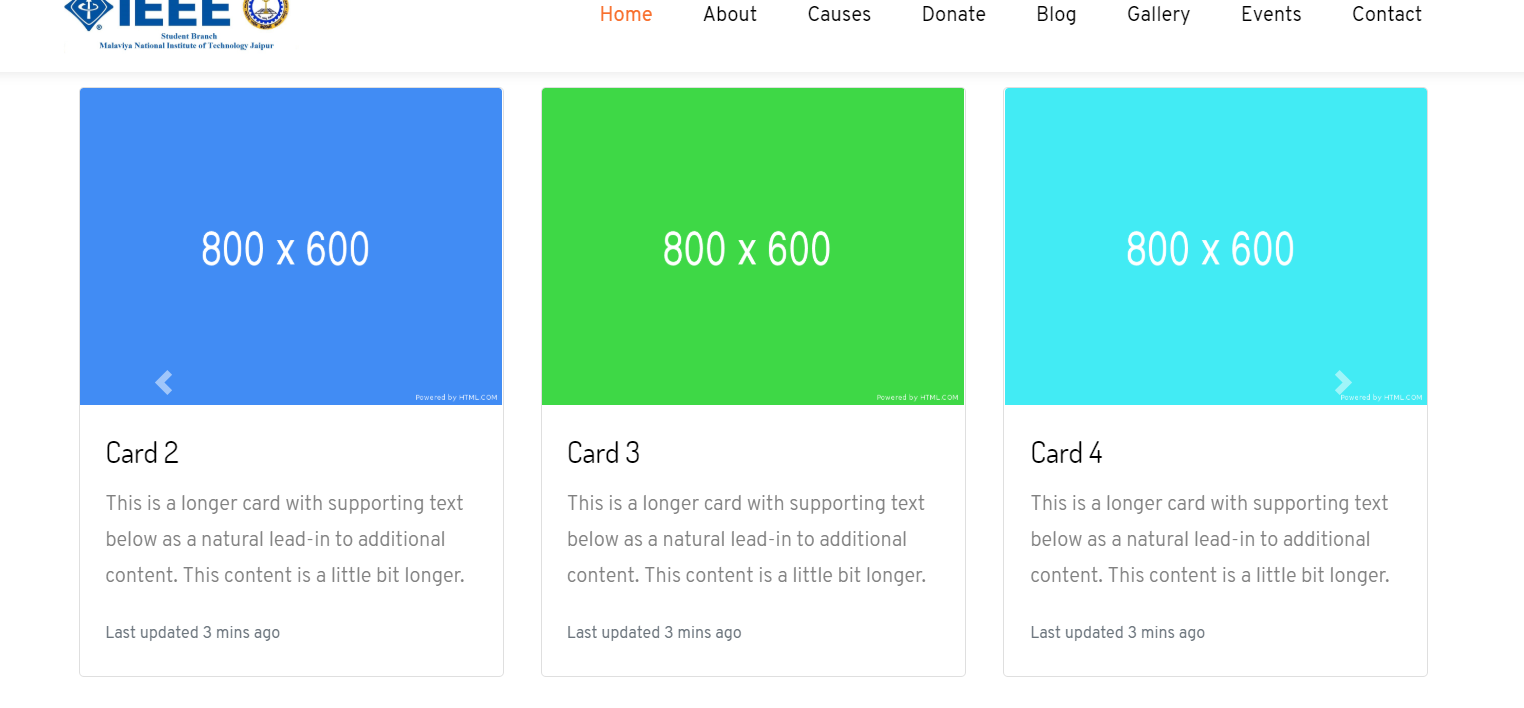 IEEE
Student Branch
Malaviya National Institute of Technology Jaipur
Home About Causes Donate Blog Gallery Events Contact
800 x 600
Powered by HTML.COM
800 x 600
Powered by HTML.COM
800 x 600
Powered by HTML.COM
Card 2
This is a longer card with supporting text
below as a natural lead-in to additional
content. This content is a little bit longer.
Last updated 3 mins ago
Card 3
This is a longer card with supporting text
below as a natural lead-in to additional
content. This content is a little bit longer.
Last updated 3 mins ago
Card 4
This is a longer card with supporting text
below as a natural lead-in to additional
content. This content is a little bit longer.
Last updated 3 mins ago